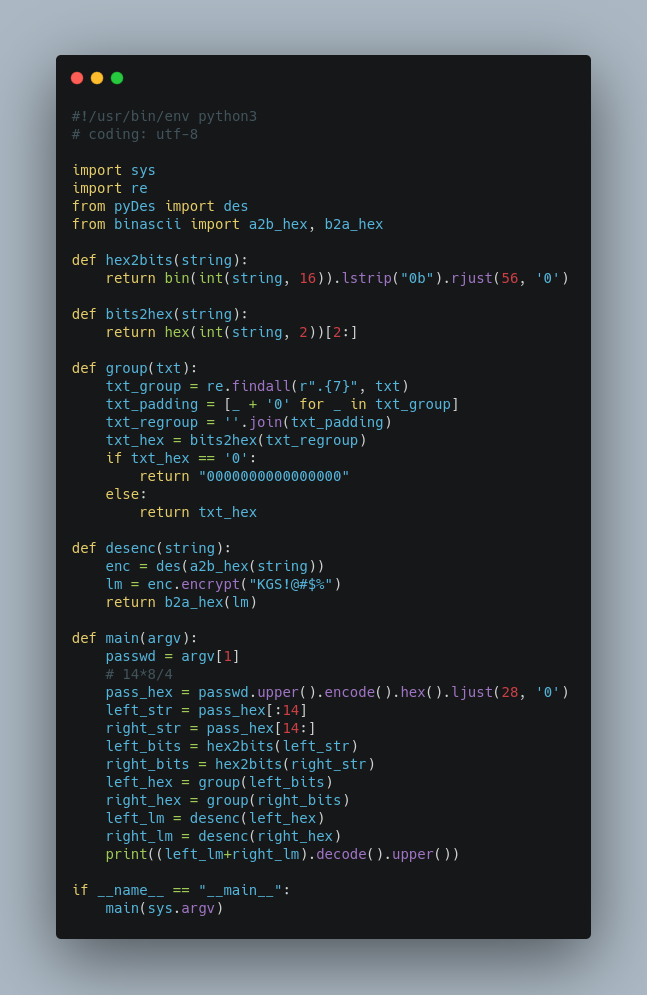 #!/usr/bin/env python3
# coding: utf-8

import sys
import re
from pyDes import des
from binascii import a2b_hex, b2a_hex

def hex2bits(string):
    return bin(int(string, 16)).lstrip("0b").rjust(56, '0')

def bits2hex(string):
    return hex(int(string, 2))[2:]

def group(txt):
    txt_group = re.findall(r".{7}", txt)
    txt_padding = [_ + '0' for _ in txt_group]
    txt_regroup = ''.join(txt_padding)
    txt_hex = bits2hex(txt_regroup)
    if txt_hex == '0':
        return "0000000000000000"
    else:
        return txt_hex

def desenc(string):
    enc = des(a2b_hex(string))
    lm = enc.encrypt("KGS!@#$%")
    return b2a_hex(lm)

def main(argv):
    passwd = argv[1]
    # 14*8/4
    pass_hex = passwd.upper().encode().hex().ljust(28, '0')
    left_str = pass_hex[:14]
    right_str = pass_hex[14:]
    left_bits = hex2bits(left_str)
    right_bits = hex2bits(right_str)
    left_hex = group(left_bits)
    right_hex = group(right_bits)
    left_lm = desenc(left_hex)
    right_lm = desenc(right_hex)
    print((left_lm+right_lm).decode().upper())

if __name__ == "__main__":
    main(sys.argv)